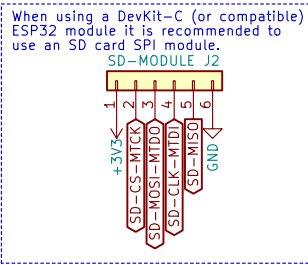 When using a DevKit-C (or compatible)
ESP32 module it is recommended to
use an SD card SPI module.
SD-MODULE J2
1 2 3 4 5 6
+3V3
SD-CS-MTCK
SD-MOSI-MTDO
SD-CLK-MTDI
SD-MISO
GND